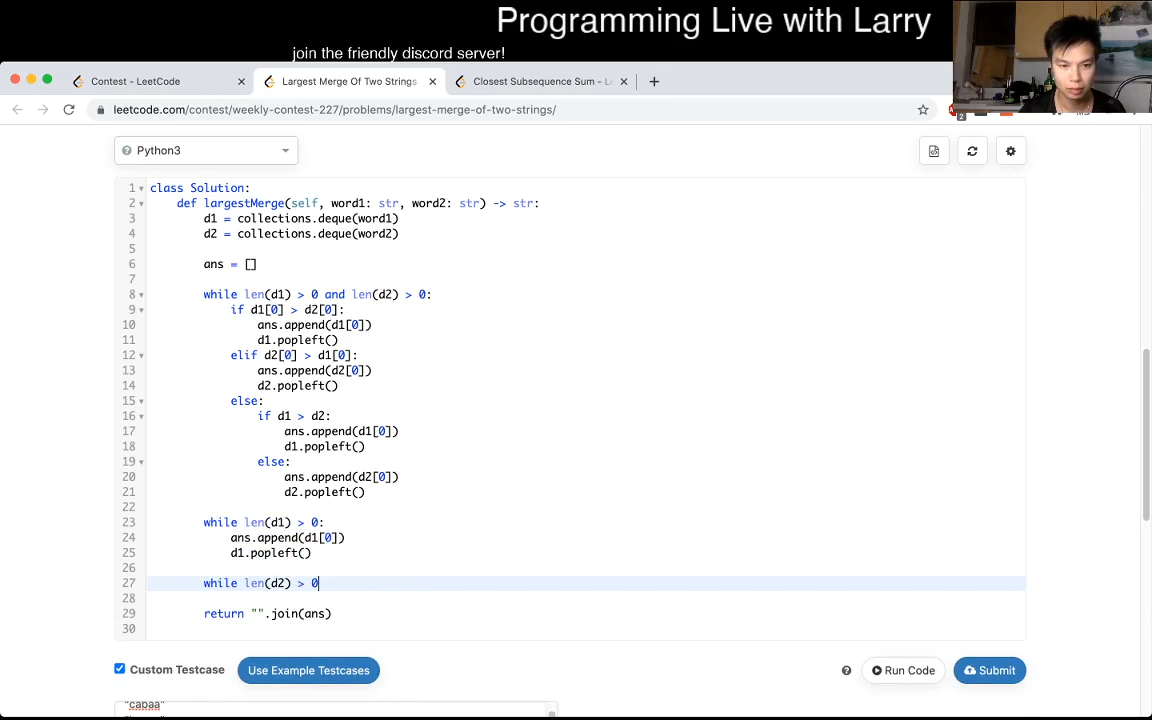 Programming Live with Larry
join the friendly discord server!
Contest - LeetCode
Largest Merge Of Two Strings
Closest Subsequence Sum - Le
leetcode.com/contest/weekly-contest-227/problems/largest-merge-of-two-strings/
2
Python3
1 class Solution:
2 def largestMerge(self, word1: str, word2: str) -> str:
3 d1 = collections.deque(word1)
4 d2 = collections.deque(word2)
5
6 ans = []
7
8 while len(d1) > 0 and len(d2) > 0:
9 if d1[0] > d2[0]:
10 ans.append(d1[0])
11 d1.popleft()
12 elif d2[0] > d1[0]:
13 ans.append(d2[0])
14 d2.popleft()
15 else:
16 if d1 > d2:
17 ans.append(d1[0])
18 d1.popleft()
19 else:
20 ans.append(d2[0])
21 d2.popleft()
22
23 while len(d1) > 0:
24 ans.append(d1[0])
25 d1.popleft()
26
27 while len(d2) > 0
28
29 return "".join(ans)
30
Custom Testcase
Use Example Testcases
Run Code
Submit
"cabaa"